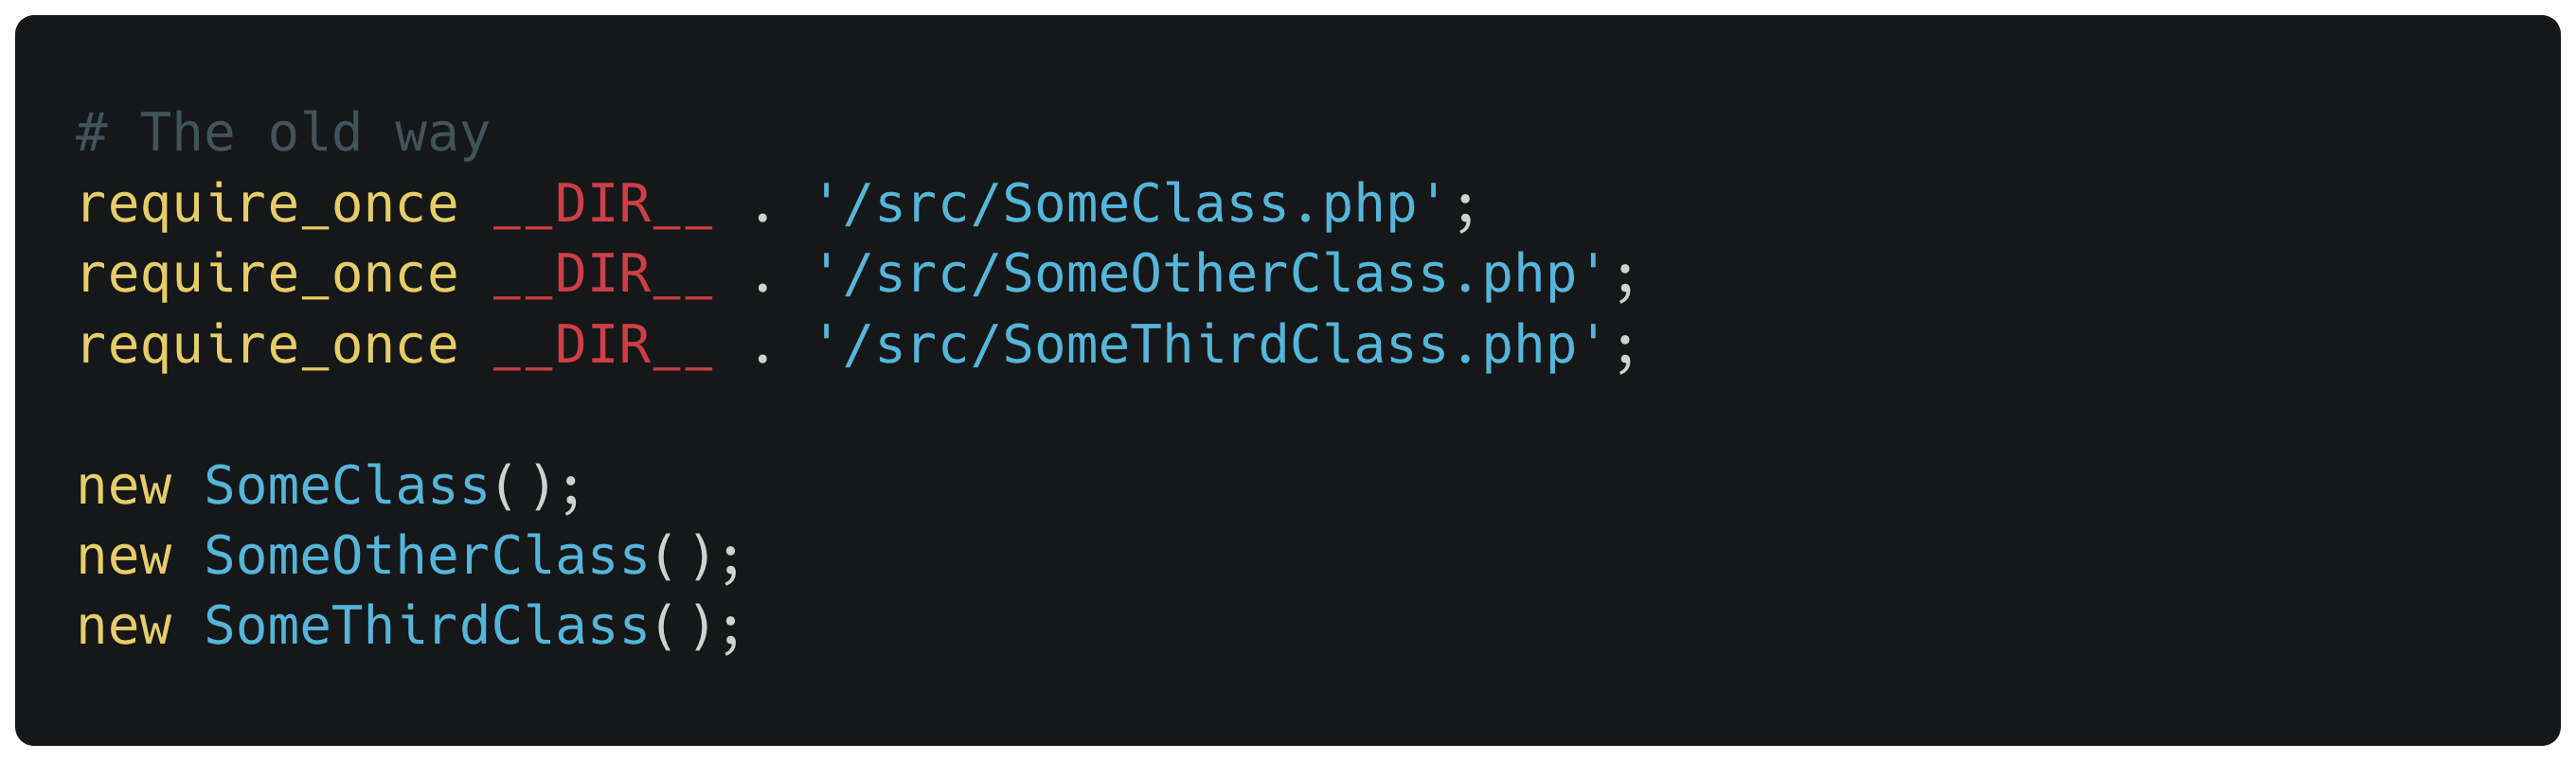 # The old way
require_once __DIR__ . '/src/SomeClass.php';
require_once __DIR__ . '/src/SomeOtherClass.php';
require_once __DIR__ . '/src/SomeThirdClass.php';
new SomeClass();
new SomeOtherClass();
new SomeThirdClass();